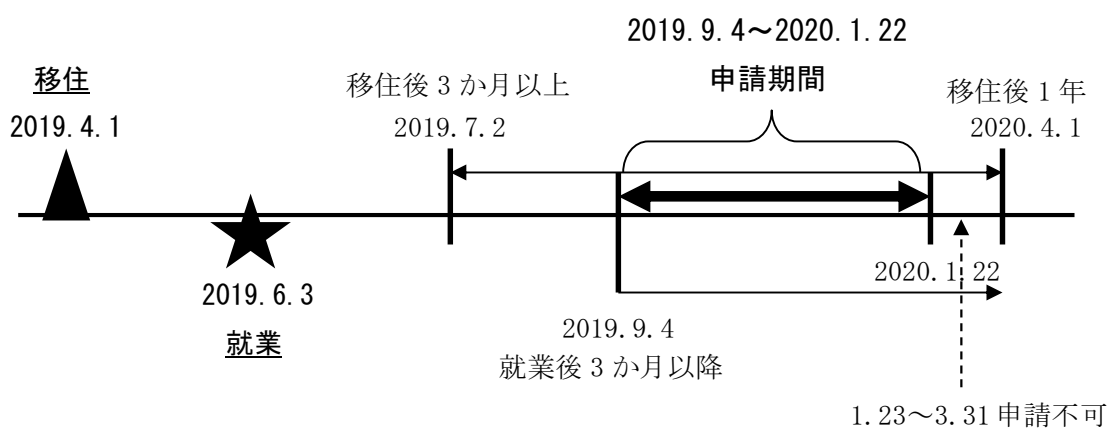 2019.9.4～2020.1.22
申請期間
移住
2019.4.1
移住後３か月以上
2019.7.2
移住後１年
2020.4.1
2019.6.3
就業
2020.1.22
2019.9.4
就業後３か月以降
1.23～3.31申請不可